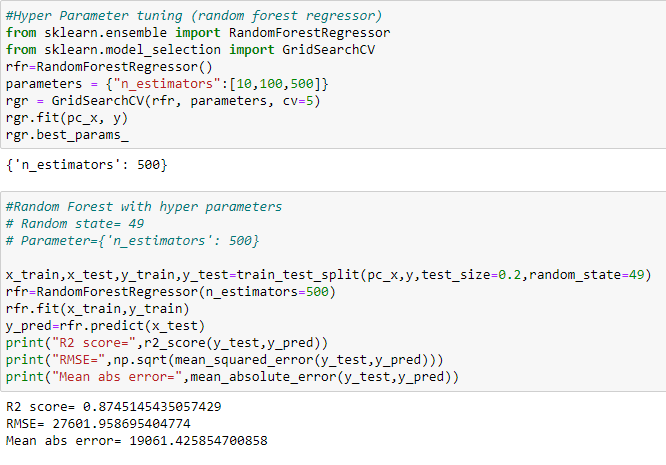 #Hyper Parameter tuning (random forest regressor)
from sklearn.ensemble import RandomForestRegressor
from sklearn.model_selection import GridSearchCV
rfr=RandomForestRegressor()
parameters = {"n_estimators":[10,100,500]}
rgr = GridSearchCV(rfr, parameters, cv=5)
rgr.fit(pc_x, y)
rgr.best_params_
{'n_estimators': 500}
#Random Forest with hyper parameters
# Random state= 49
# Parameter={'n_estimators': 500}
x_train,x_test,y_train,y_test=train_test_split(pc_x,y,test_size=0.2,random_state=49)
rfr=RandomForestRegressor(n_estimators=500)
rfr.fit(x_train,y_train)
y_pred=rfr.predict(x_test)
print("R2 score=",r2_score(y_test,y_pred))
print("RMSE=",np.sqrt(mean_squared_error(y_test,y_pred)))
print("Mean abs error=",mean_absolute_error(y_test,y_pred))
R2 score= 0.8745145435057429
RMSE= 27601.958695404774
Mean abs error= 19061.425854700858